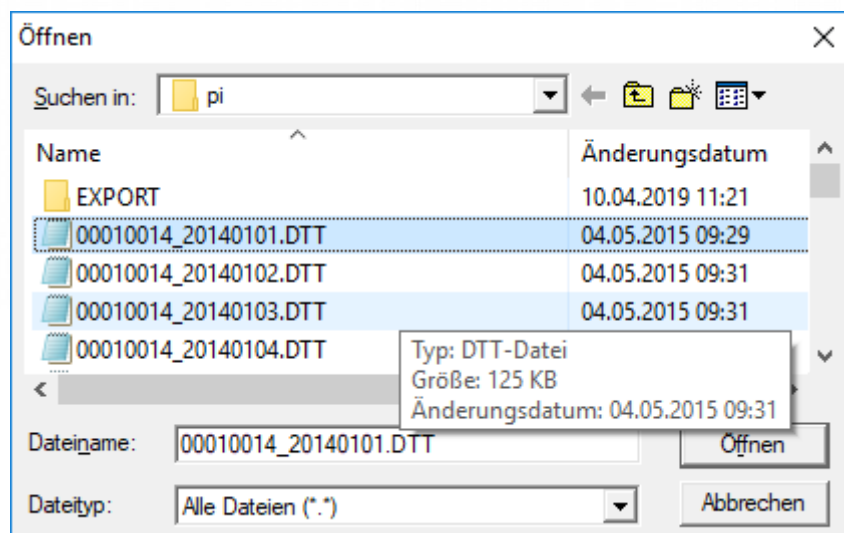 Öffnen
Suchen in: pi
Name Änderungsdatum
EXPORT 10.04.2019 11:21
00010014_20140101.DTT 04.05.2015 09:29
00010014_20140102.DTT 04.05.2015 09:31
00010014_20140103.DTT 04.05.2015 09:31
00010014_20140104.DTT
Typ: DTT-Datei
Größe: 125 KB
Änderungsdatum: 04.05.2015 09:31
Dateiname: 00010014_20140101.DTT Öffnen
Dateityp: Alle Dateien (*.*) Abbrechen